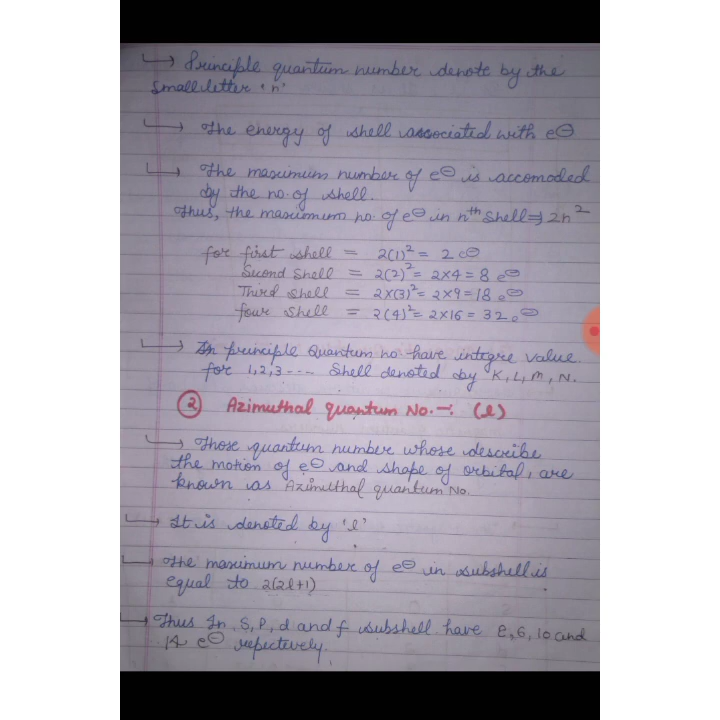 ↳ Principle quantum number denote by the
small letter 'n'
↳ The energy of shell associated with e⊖
↳ The maximum number of e⊖ is accomoded
by the no. of shell.
Thus, the maximum no. of e⊖ in nth shell ⇒ 2n²
for first shell = 2(1)² = 2 e⊖
Second Shell = 2(2)² = 2×4 = 8 e⊖
Third shell = 2×(3)² = 2×9 = 18 e⊖
four shell = 2(4)² = 2×16 = 32 e⊖
↳ In principle Quantum no. have integre value
for 1,2,3---- Shell denoted by K, L, M, N.
② Azimuthal quantum No.-: (l)
↳ Those quantum number whose describe
the motion of e⊖ and shape of orbital, are
known as Azimuthal quantum No.
↳ It is denoted by 'l'
↳ The maximum number of e⊖ in subshell is
equal to 2(2l+1)
↳ Thus In S, P, d and f subshell have 2, 6, 10 and
14 e⊖ repictively.